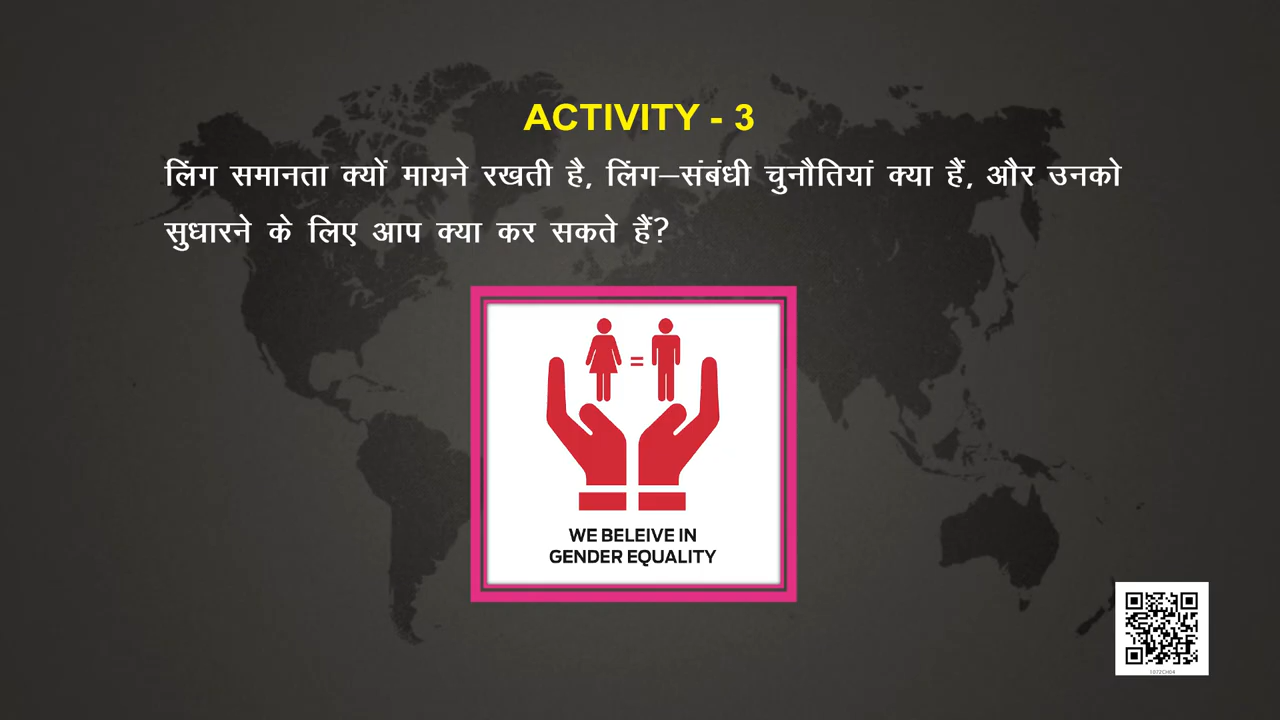 ACTIVITY - 3
लिंग समानता क्यों मायने रखती है, लिंग–संबंधी चुनौतियां क्या हैं, और उनको
सुधारने के लिए आप क्या कर सकते हैं?
=
WE BELEIVE IN
GENDER EQUALITY